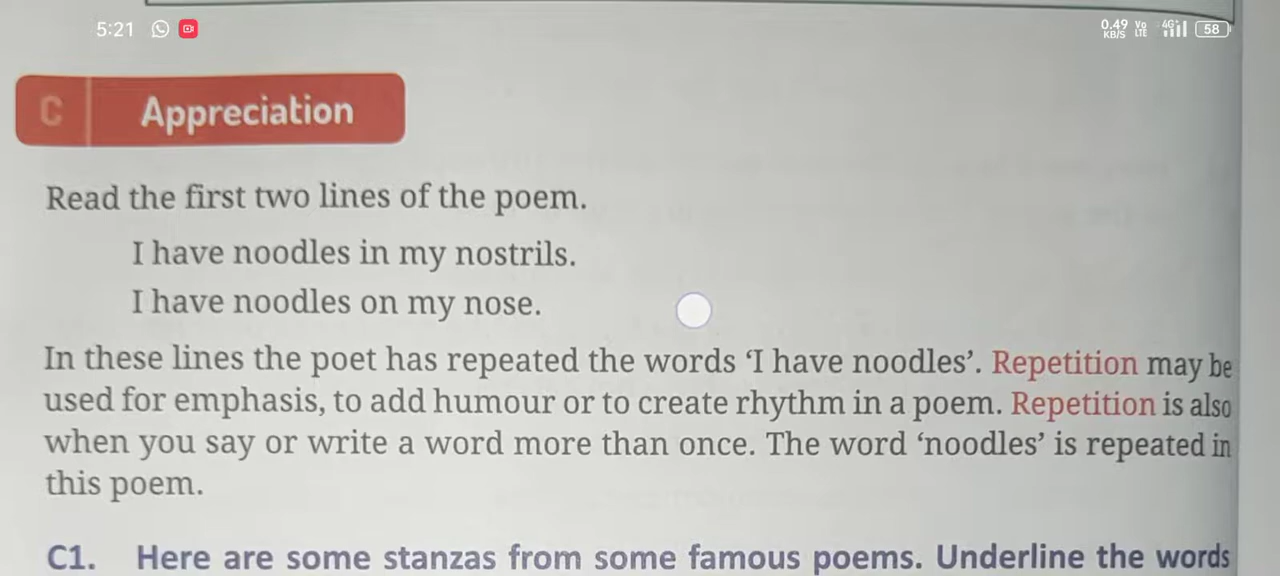 5:21
0.49 KB/S Vo LTE 4G 58
C Appreciation
Read the first two lines of the poem.
I have noodles in my nostrils.
I have noodles on my nose.
In these lines the poet has repeated the words ‘I have noodles’. Repetition may be
used for emphasis, to add humour or to create rhythm in a poem. Repetition is also
when you say or write a word more than once. The word ‘noodles’ is repeated in
this poem.
C1. Here are some stanzas from some famous poems. Underline the words